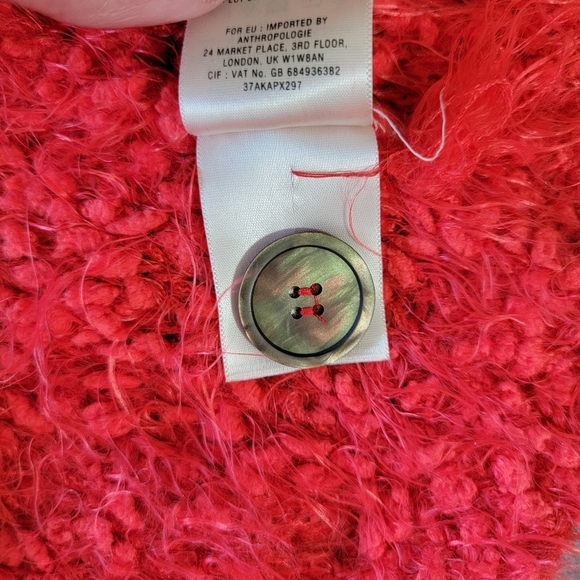 FOR EU : IMPORTED BY
ANTHROPOLOGIE
24 MARKET PLACE, 3RD FLOOR,
LONDON, UK W1W8AN
CIF : VAT No. GB 684936382
37AKAPX297